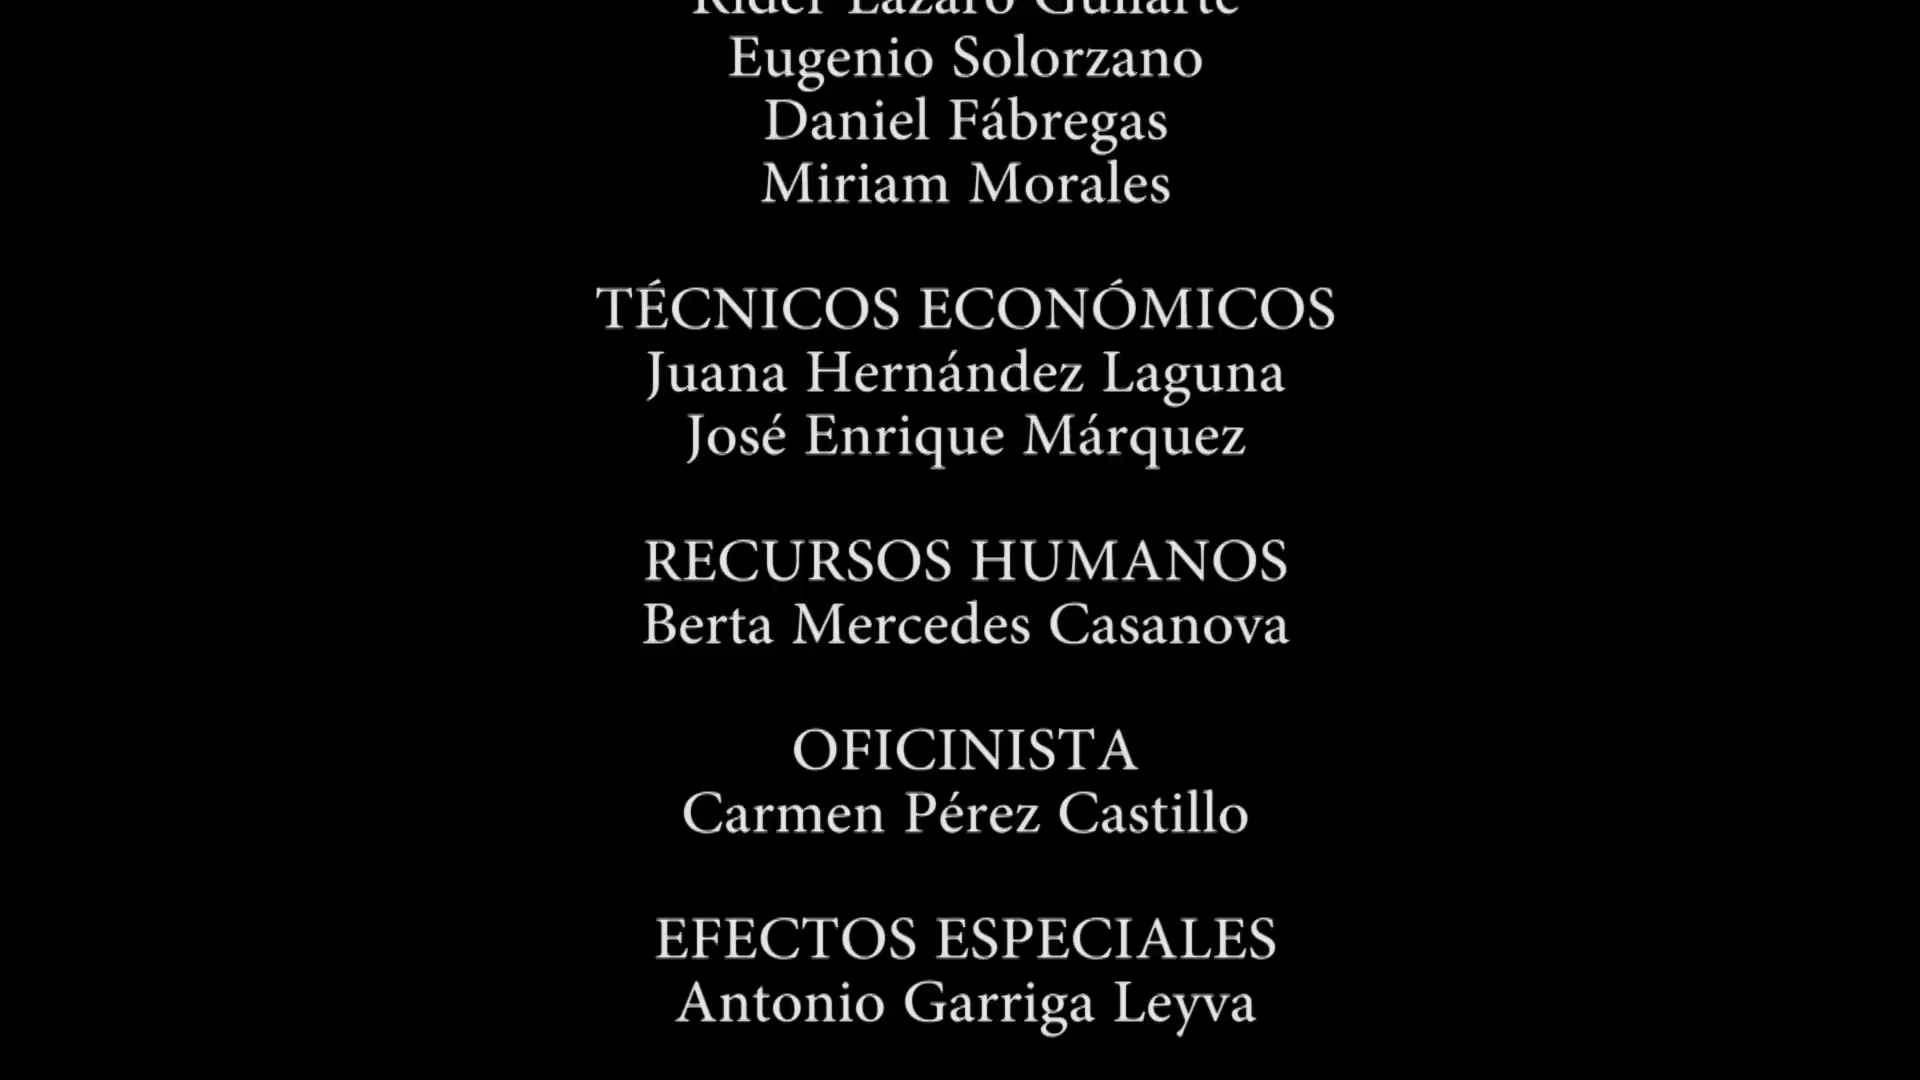 Eugenio Solorzano
Daniel Fábregas
Miriam Morales
TÉCNICOS ECONÓMICOS
Juana Hernández Laguna
José Enrique Márquez
RECURSOS HUMANOS
Berta Mercedes Casanova
OFICINISTA
Carmen Pérez Castillo
EFECTOS ESPECIALES
Antonio Garriga Leyva